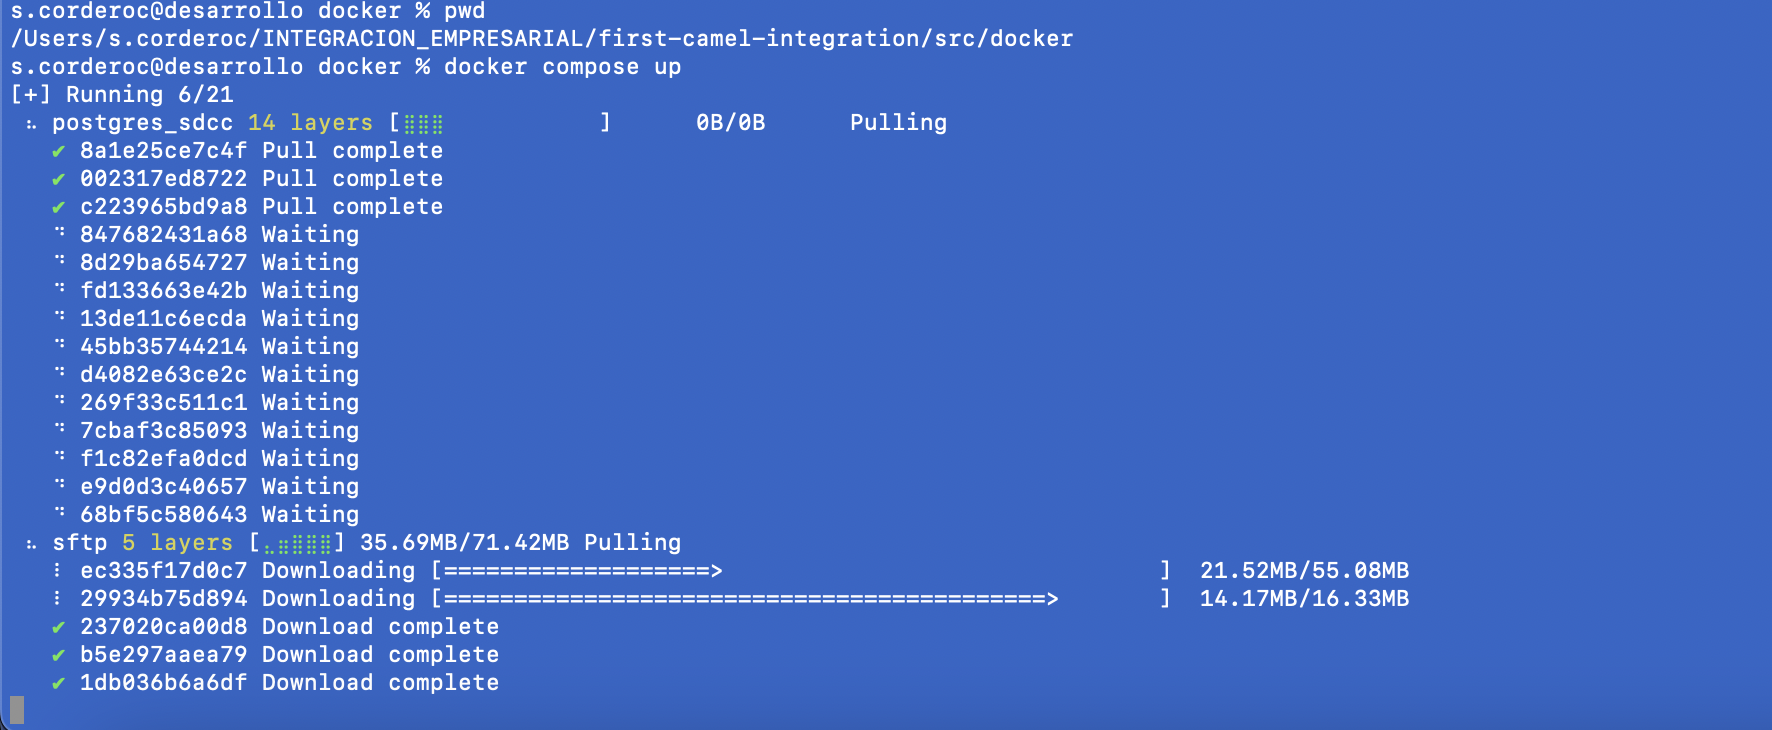 s.corderoc@desarrollo docker % pwd
/Users/s.corderoc/INTEGRACION_EMPRESARIAL/first-camel-integration/src/docker
s.corderoc@desarrollo docker % docker compose up
[+] Running 6/21
⠦ postgres_sdcc 14 layers [⣿⣿⣿           ]      0B/0B      Pulling
✔ 8a1e25ce7c4f Pull complete
✔ 002317ed8722 Pull complete
✔ c223965bd9a8 Pull complete
⠙ 847682431a68 Waiting
⠙ 8d29ba654727 Waiting
⠙ fd133663e42b Waiting
⠙ 13de11c6ecda Waiting
⠙ 45bb35744214 Waiting
⠙ d4082e63ce2c Waiting
⠙ 269f33c511c1 Waiting
⠙ 7cbaf3c85093 Waiting
⠙ f1c82efa0dcd Waiting
⠙ e9d0d3c40657 Waiting
⠙ 68bf5c580643 Waiting
⠦ sftp 5 layers [⣄⣶⣿⣿⣿] 35.69MB/71.42MB Pulling
⠸ ec335f17d0c7 Downloading [===================>                               ]  21.52MB/55.08MB
⠸ 29934b75d894 Downloading [===========================================>       ]  14.17MB/16.33MB
✔ 237020ca00d8 Download complete
✔ b5e297aaea79 Download complete
✔ 1db036b6a6df Download complete